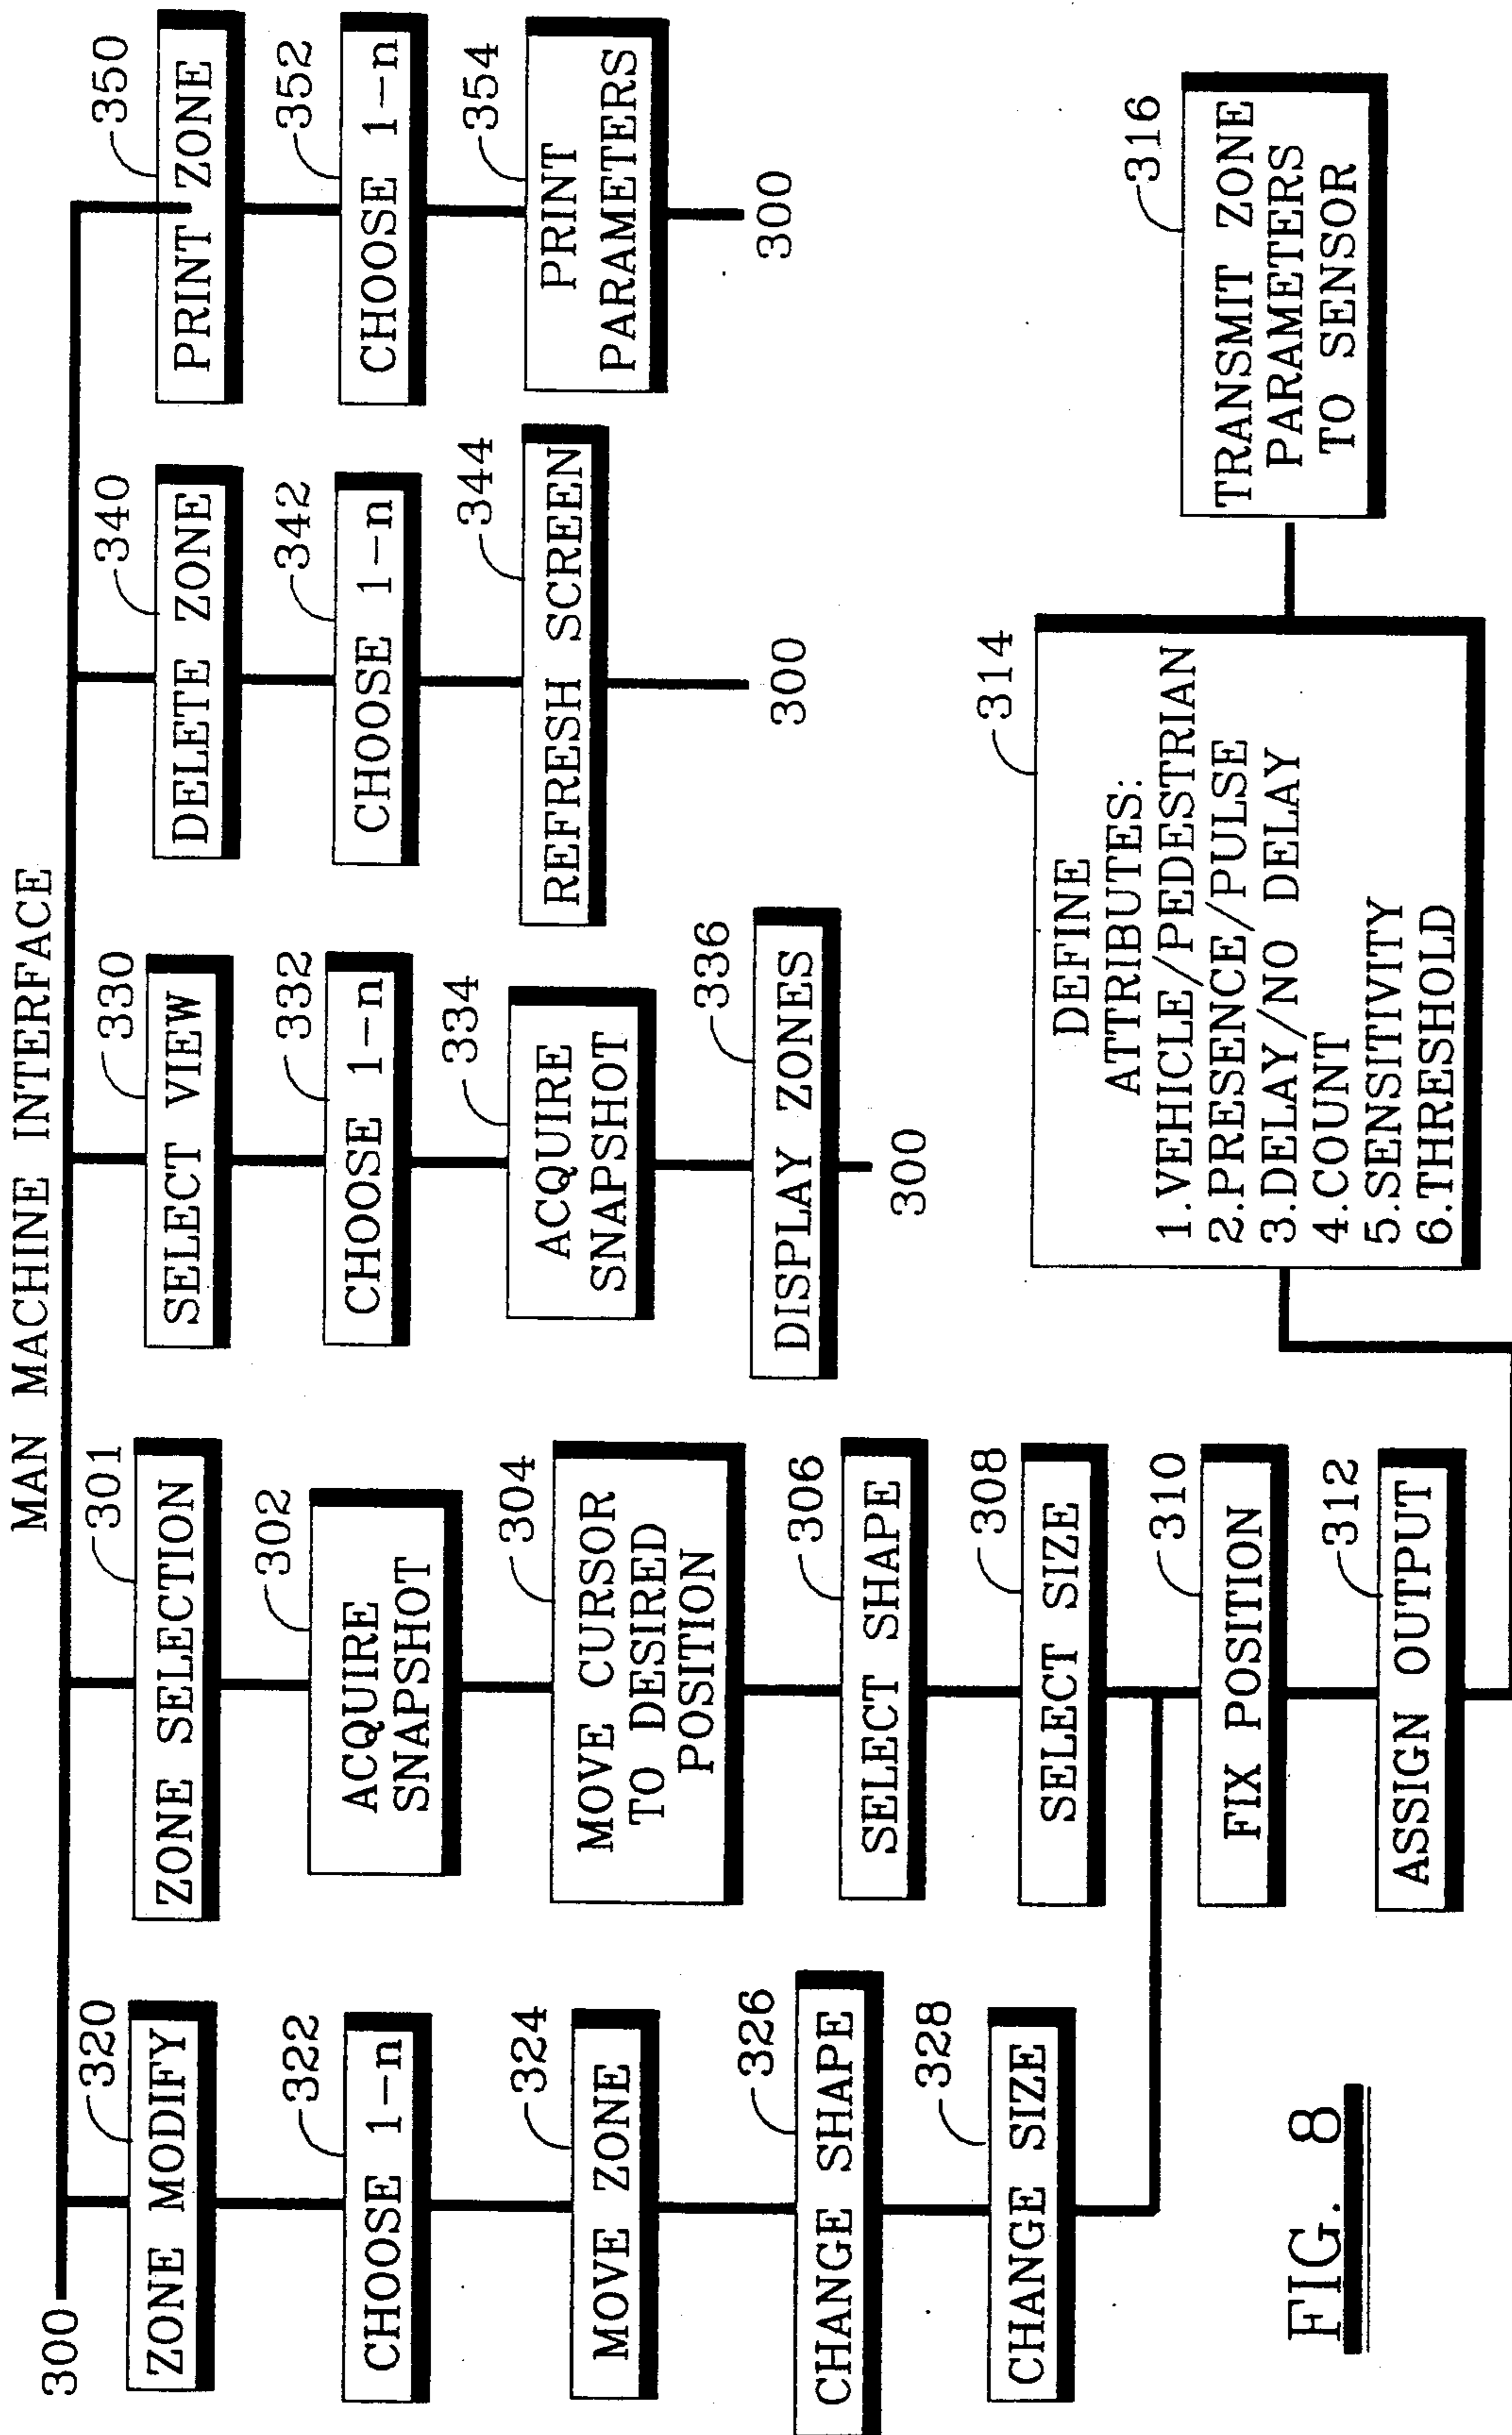 MAN MACHINE INTERFACE
300
320
ZONE MODIFY
322
CHOOSE 1-n
324
MOVE ZONE
326
CHANGE SHAPE
328
CHANGE SIZE
301
ZONE SELECTION
302
ACQUIRE
SNAPSHOT
304
MOVE CURSOR
TO DESIRED
POSITION
306
SELECT SHAPE
308
SELECT SIZE
310
FIX POSITION
312
ASSIGN OUTPUT
330
SELECT VIEW
332
CHOOSE 1-n
334
ACQUIRE
SNAPSHOT
336
DISPLAY ZONES
300
340
DELETE ZONE
342
CHOOSE 1-n
344
REFRESH SCREEN
300
350
PRINT ZONE
352
CHOOSE 1-n
354
PRINT
PARAMETERS
300
314
DEFINE
ATTRIBUTES:
1.VEHICLE/PEDESTRIAN
2.PRESENCE/PULSE
3.DELAY/NO DELAY
4.COUNT
5.SENSITIVITY
6.THRESHOLD
316
TRANSMIT ZONE
PARAMETERS
TO SENSOR
FIG. 8